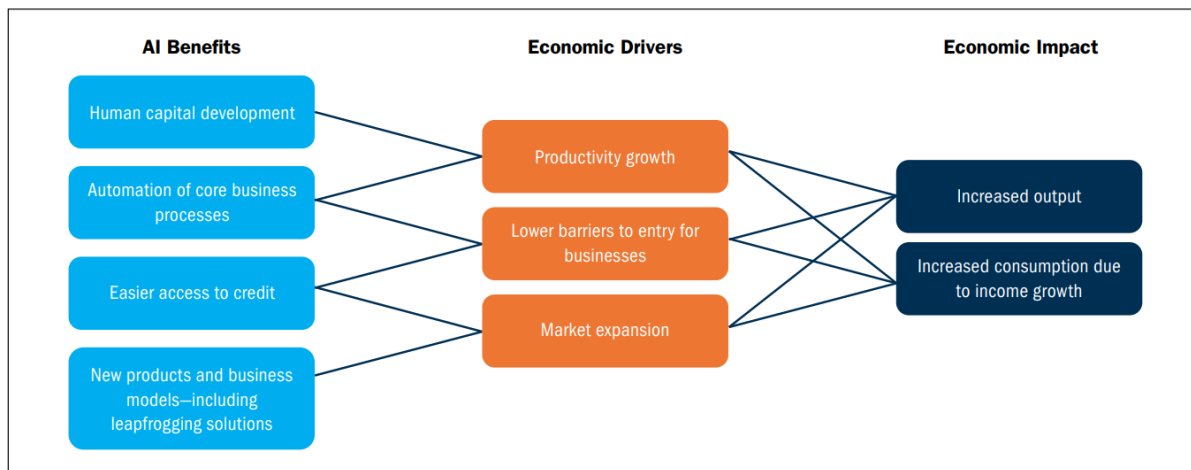 AI Benefits
Economic Drivers
Economic Impact
Human capital development
Automation of core business
processes
Easier access to credit
New products and business
models—including
leapfrogging solutions
Productivity growth
Lower barriers to entry for
businesses
Market expansion
Increased output
Increased consumption due
to income growth